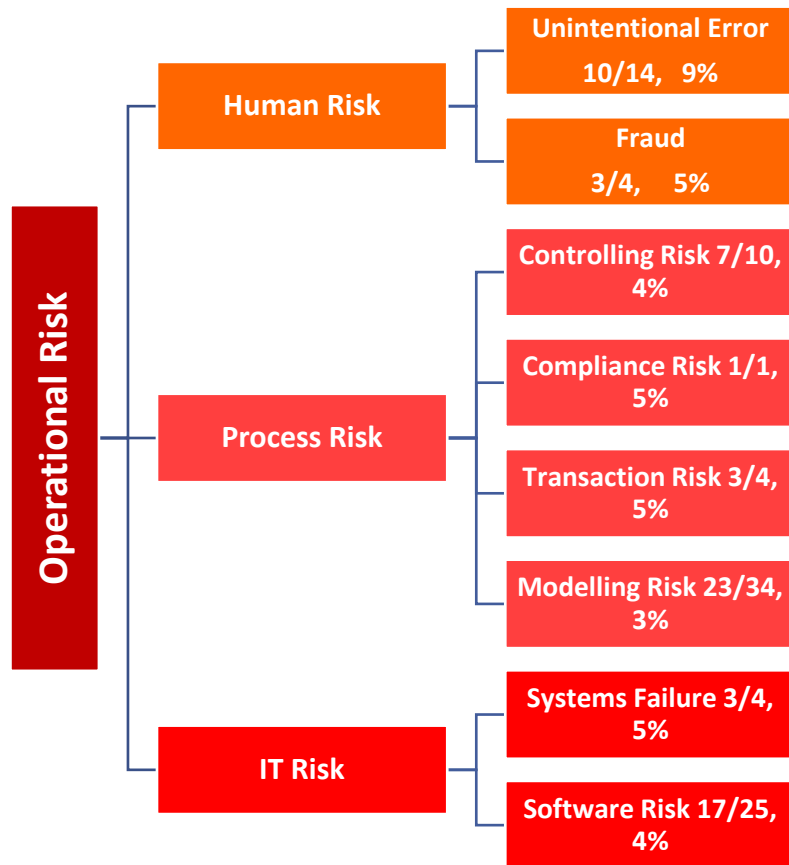 Operational Risk
Human Risk
Unintentional Error
10/14, 9%
Fraud
3/4, 5%
Process Risk
Controlling Risk 7/10,
4%
Compliance Risk 1/1,
5%
Transaction Risk 3/4,
5%
Modelling Risk 23/34,
3%
IT Risk
Systems Failure 3/4,
5%
Software Risk 17/25,
4%